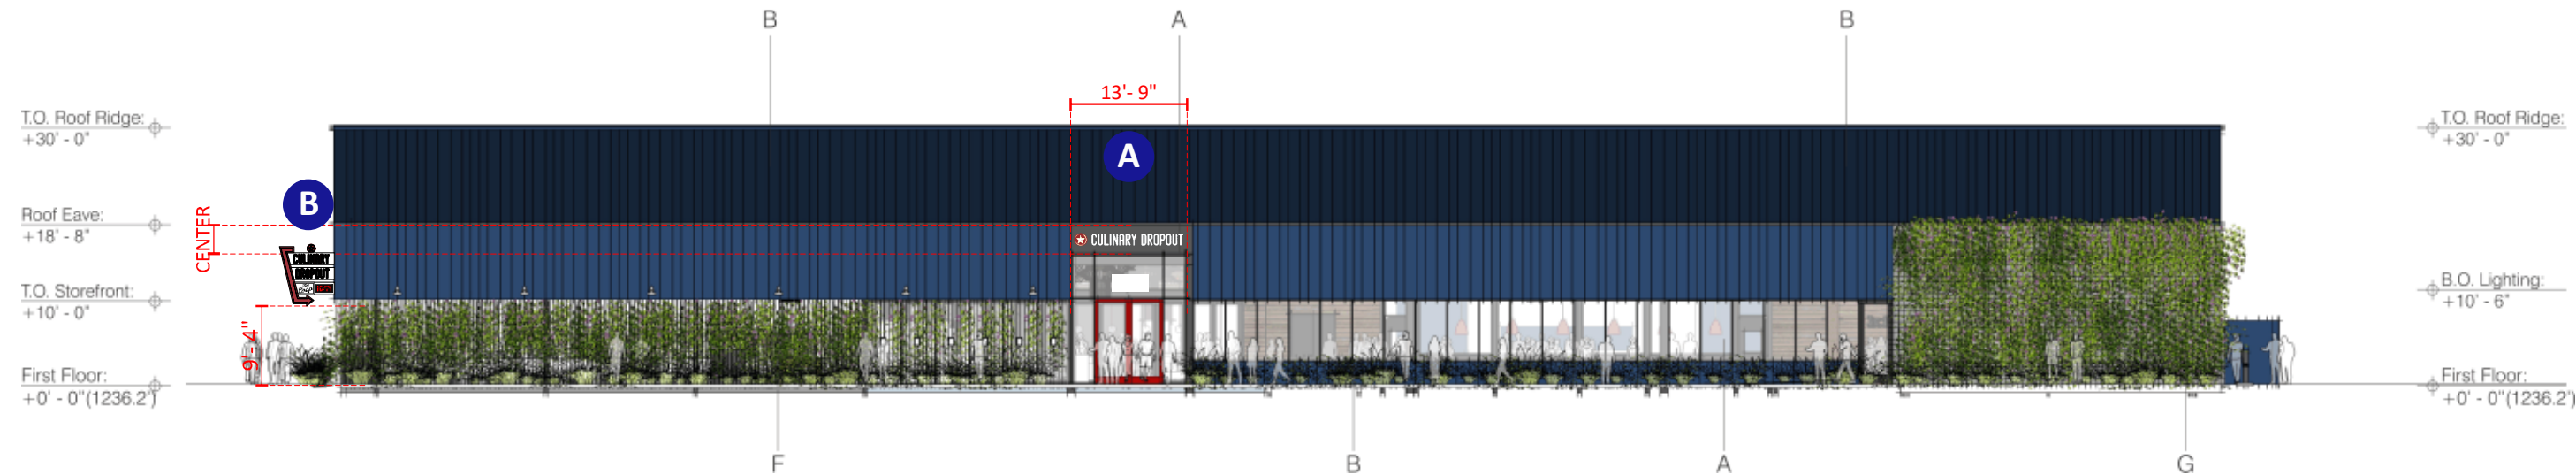 B
A
B
13'- 9"
T.O. Roof Ridge:
+30' - 0"
T.O. Roof Ridge:
+30' - 0"
A
B
Roof Eave:
+18' - 8"
CENTER
CULINARY DROPOUT
CULINARY
DROPOUT
T.O. Storefront:
+10' - 0"
B.O. Lighting:
+10' - 6"
9'- 4"
First Floor:
+0' - 0"(1236.2')
First Floor:
+0' - 0"(1236.2')
F
B
A
G